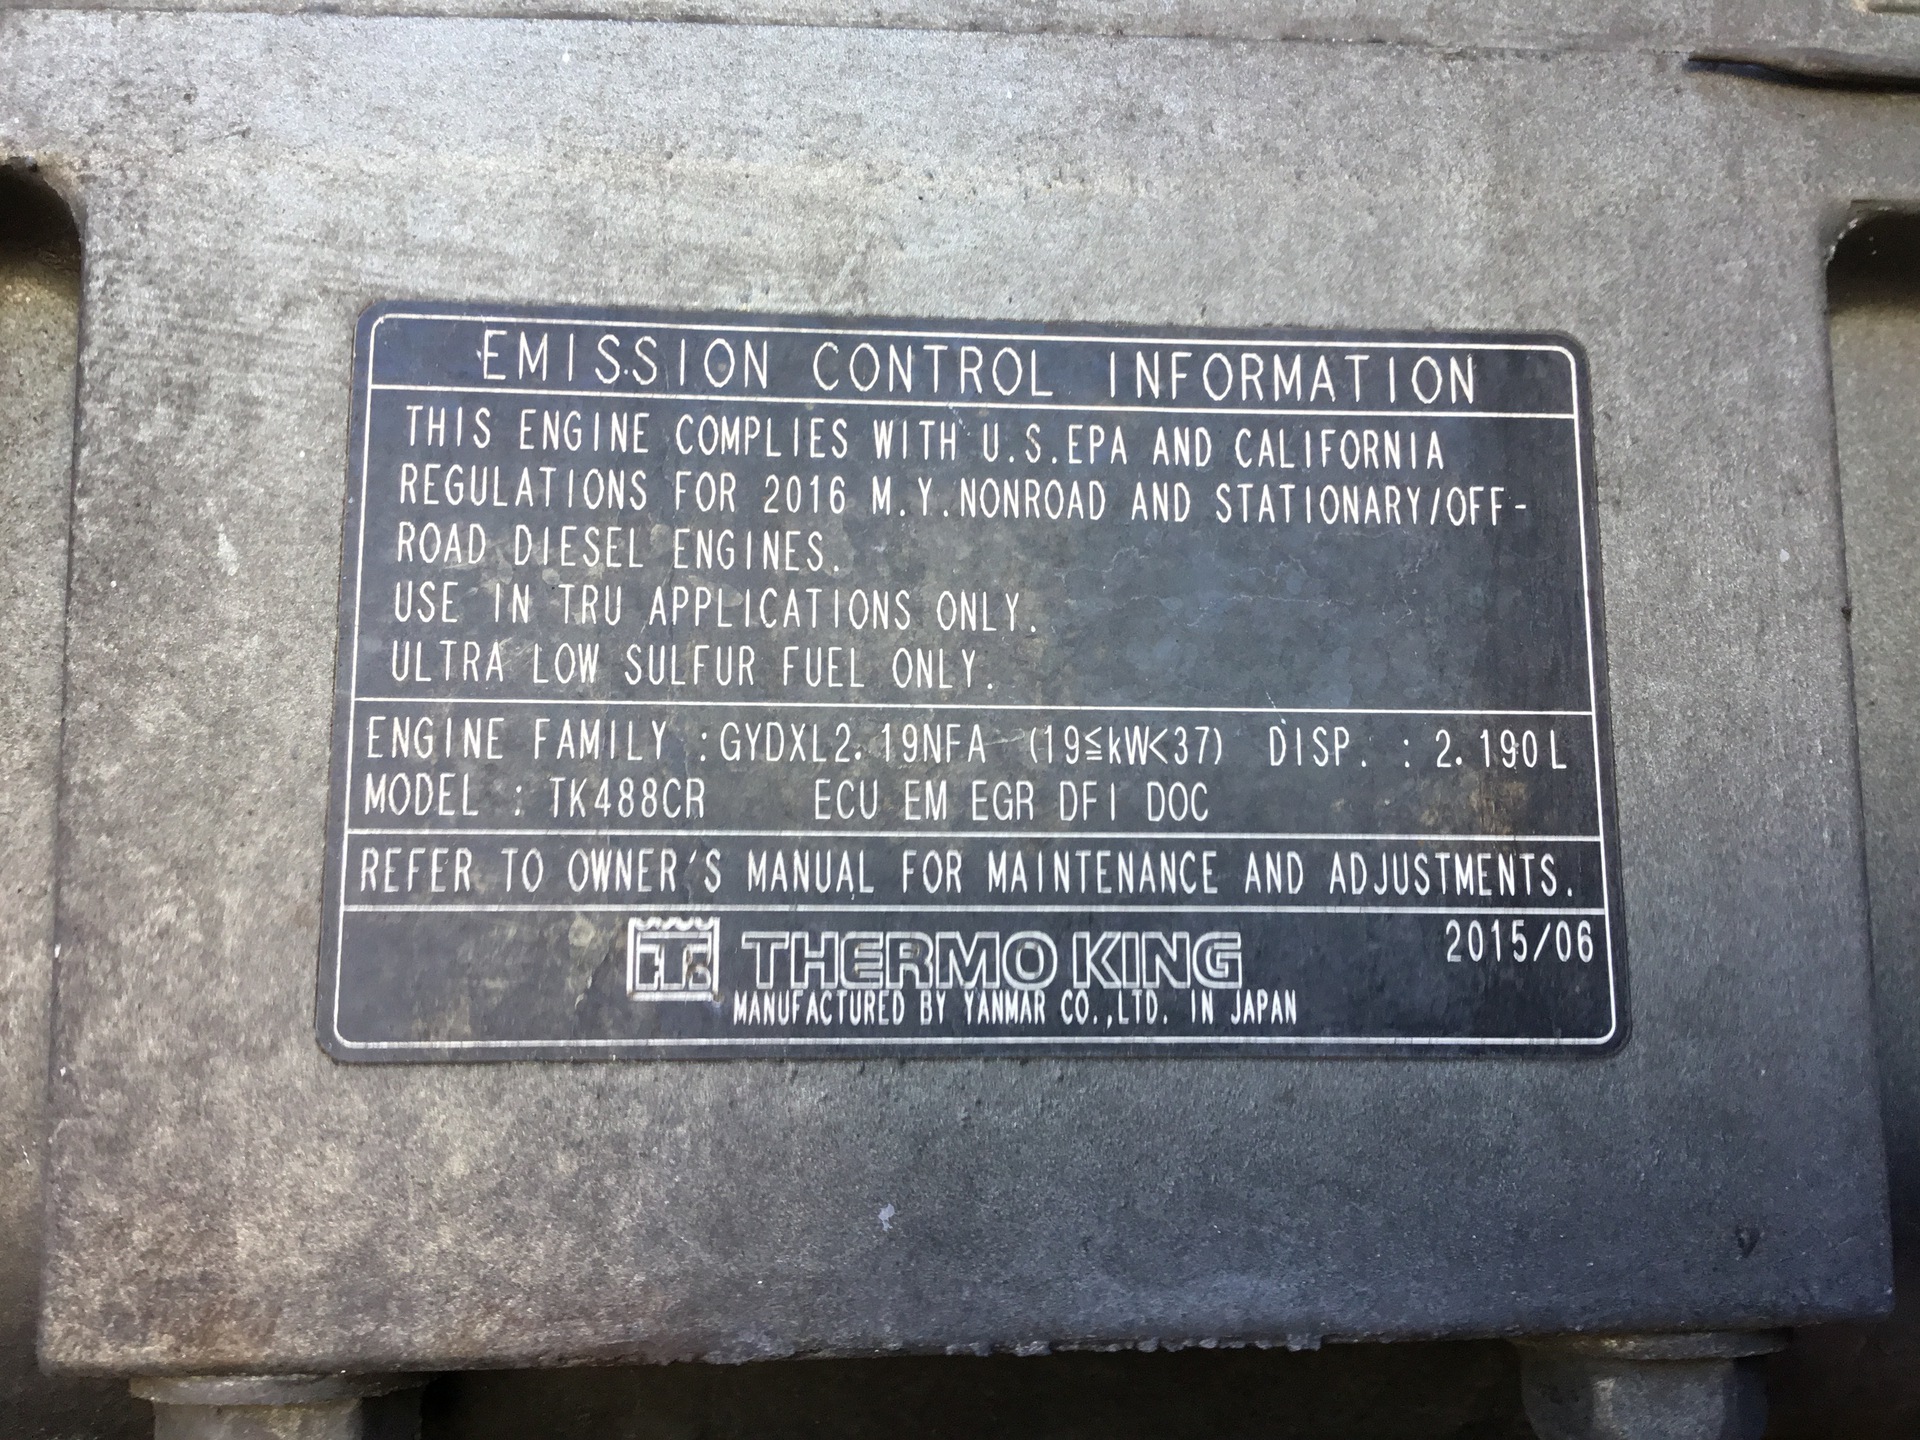 EMISSION CONTROL INFORMATION
THIS ENGINE COMPLIES WITH U.S.EPA AND CALIFORNIA
REGULATIONS FOR 2016 M.Y.NONROAD AND STATIONARY/OFF-
ROAD DIESEL ENGINES.
USE IN TRU APPLICATIONS ONLY.
ULTRA LOW SULFUR FUEL ONLY.
ENGINE FAMILY :GYDXL2.19NFA (19≦kW<37) DISP. : 2.190L
MODEL : TK488CR ECU EM EGR DFI DOC
REFER TO OWNER'S MANUAL FOR MAINTENANCE AND ADJUSTMENTS.
THERMO KING 2015/06
MANUFACTURED BY YANMAR CO.,LTD. IN JAPAN